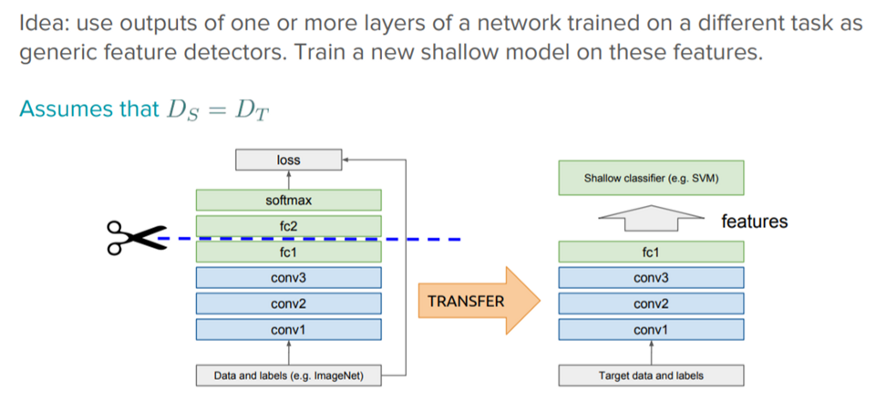 Idea: use outputs of one or more layers of a network trained on a different task as
generic feature detectors. Train a new shallow model on these features.
Assumes that D_S = D_T
loss
softmax
fc2
fc1
conv3
conv2
conv1
Data and labels (e.g. ImageNet)
TRANSFER
Shallow classifier (e.g. SVM)
features
fc1
conv3
conv2
conv1
Target data and labels